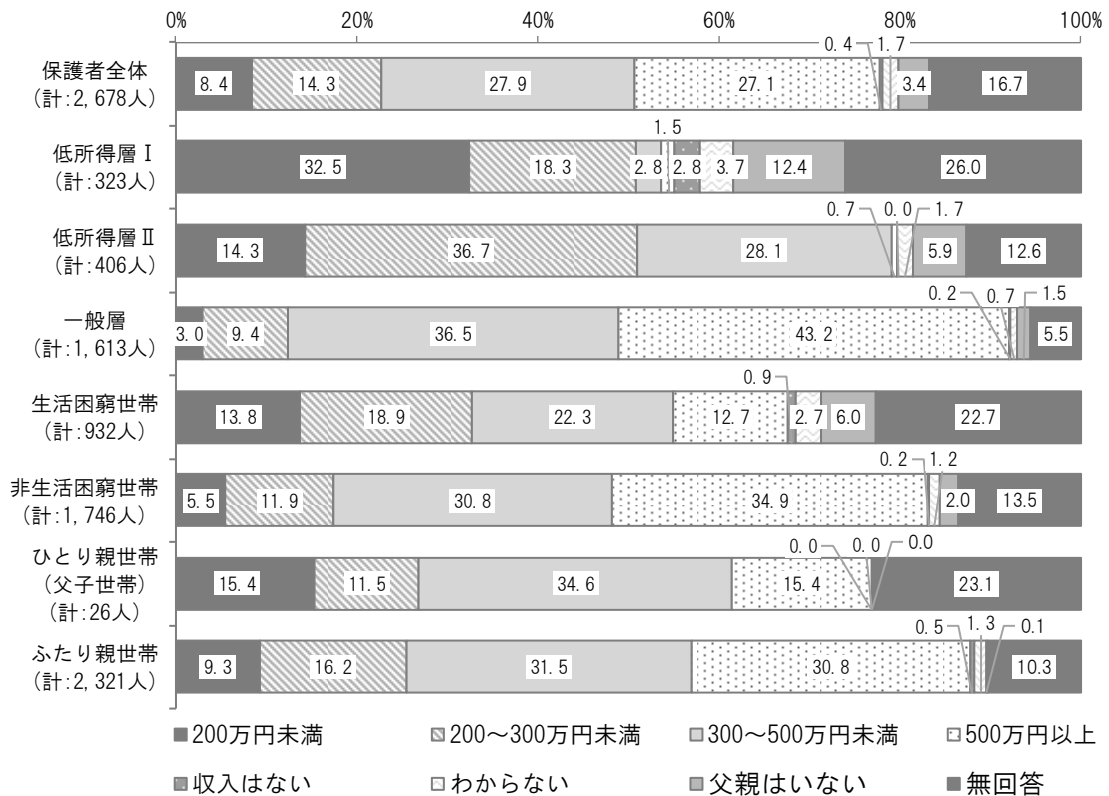 0% 20% 40% 60% 80% 100%
0.4 1.7
保護者全体
(計:2,678人)
8.4 14.3 27.9 27.1 3.4 16.7
1.5
低所得層Ⅰ
(計:323人)
32.5 18.3 2.8 2.8 3.7 12.4 26.0
0.7 0.0 1.7
低所得層Ⅱ
(計:406人)
14.3 36.7 28.1 5.9 12.6
0.2 0.7 1.5
一般層
(計:1,613人)
3.0 9.4 36.5 43.2 5.5
0.9
生活困窮世帯
(計:932人)
13.8 18.9 22.3 12.7 2.7 6.0 22.7
0.2 1.2
非生活困窮世帯
(計:1,746人)
5.5 11.9 30.8 34.9 2.0 13.5
0.0 0.0 0.0
ひとり親世帯
(父子世帯)
(計:26人)
15.4 11.5 34.6 15.4 23.1
0.5 1.3 0.1
ふたり親世帯
(計:2,321人)
9.3 16.2 31.5 30.8 10.3
200万円未満 200～300万円未満 300～500万円未満 500万円以上
収入はない わからない 父親はいない 無回答